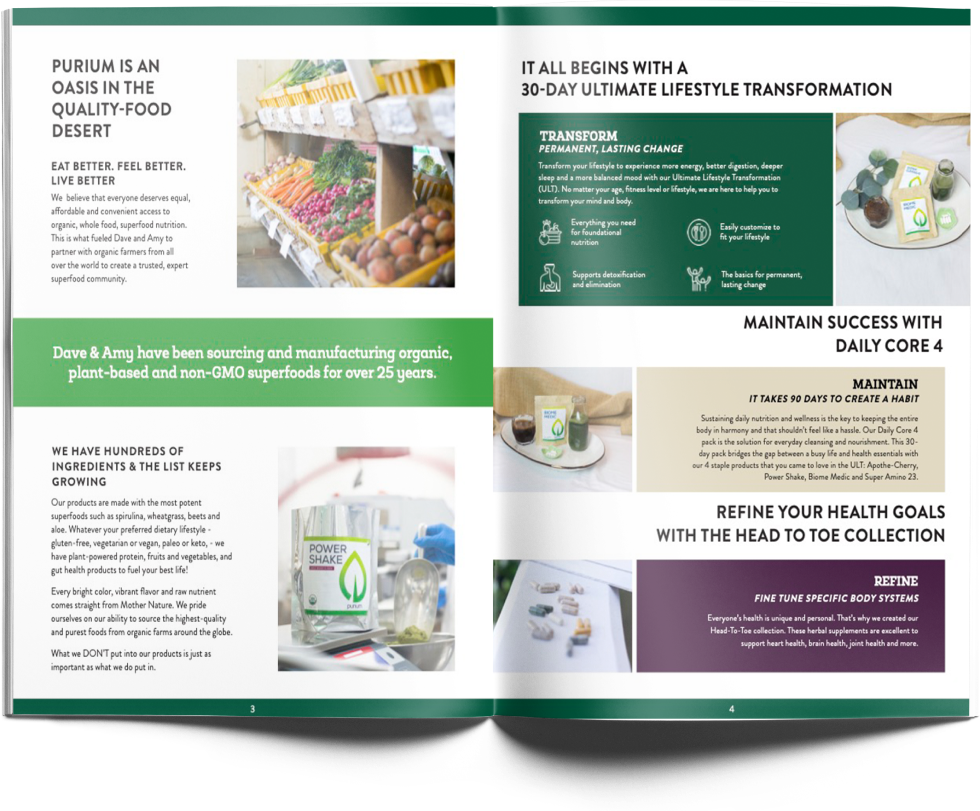 PURIUM IS AN
OASIS IN THE
QUALITY-FOOD
DESERT
EAT BETTER. FEEL BETTER.
LIVE BETTER
We believe that everyone deserves equal,
affordable and convenient access to
organic, whole food, superfood nutrition.
This is what fueled Dave and Amy to
partner with organic farmers from all
over the world to create a trusted, expert
superfood community.
Dave & Amy have been sourcing and manufacturing organic,
plant-based and non-GMO superfoods for over 25 years.
WE HAVE HUNDREDS OF
INGREDIENTS & THE LIST KEEPS
GROWING
Our products are made with the most potent
superfoods such as spirulina, wheatgrass, beets and
aloe. Whatever your preferred dietary lifestyle -
gluten-free, vegetarian or vegan, paleo or keto, - we
have plant-powered protein, fruits and vegetables, and
gut health products to fuel your best life!
Every bright color, vibrant flavor and raw nutrient
comes straight from Mother Nature. We pride
ourselves on our ability to source the highest-quality
and purest foods from organic farms around the globe.
What we DON'T put into our products is just as
important as what we do put in.
POWER
SHAKE
purium
3
IT ALL BEGINS WITH A
30-DAY ULTIMATE LIFESTYLE TRANSFORMATION
TRANSFORM
PERMANENT, LASTING CHANGE
Transform your lifestyle to experience more energy, better digestion, deeper
sleep and a more balanced mood with our Ultimate Lifestyle Transformation
(ULT). No matter your age, fitness level or lifestyle, we are here to help you to
transform your mind and body.
Everything you need
for foundational
nutrition
Easily customize to
fit your lifestyle
Supports detoxification
and elimination
The basics for permanent,
lasting change
MAINTAIN SUCCESS WITH
DAILY CORE 4
MAINTAIN
IT TAKES 90 DAYS TO CREATE A HABIT
Sustaining daily nutrition and wellness is the key to keeping the entire
body in harmony and that shouldn't feel like a hassle. Our Daily Core 4
pack is the solution for everyday cleansing and nourishment. This 30-
day pack bridges the gap between a busy life and health essentials with
our 4 staple products that you came to love in the ULT: Apothe-Cherry,
Power Shake, Biome Medic and Super Amino 23.
BIOME
MEDIC
REFINE YOUR HEALTH GOALS
WITH THE HEAD TO TOE COLLECTION
REFINE
FINE TUNE SPECIFIC BODY SYSTEMS
Everyone's health is unique and personal. That's why we created our
Head-To-Toe collection. These herbal supplements are excellent to
support heart health, brain health, joint health and more.
4